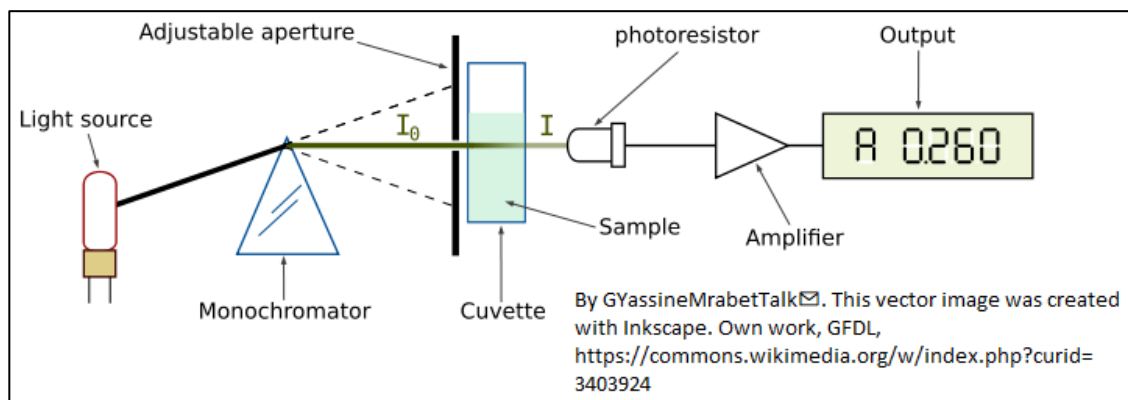 Adjustable aperture
photoresistor
Output
Light source
I₀
I
A 0.260
Sample
Amplifier
Monochromator
Cuvette
By GYassineMrabetTalk✉. This vector image was created
with Inkscape. Own work, GFDL,
https://commons.wikimedia.org/w/index.php?curid=
3403924